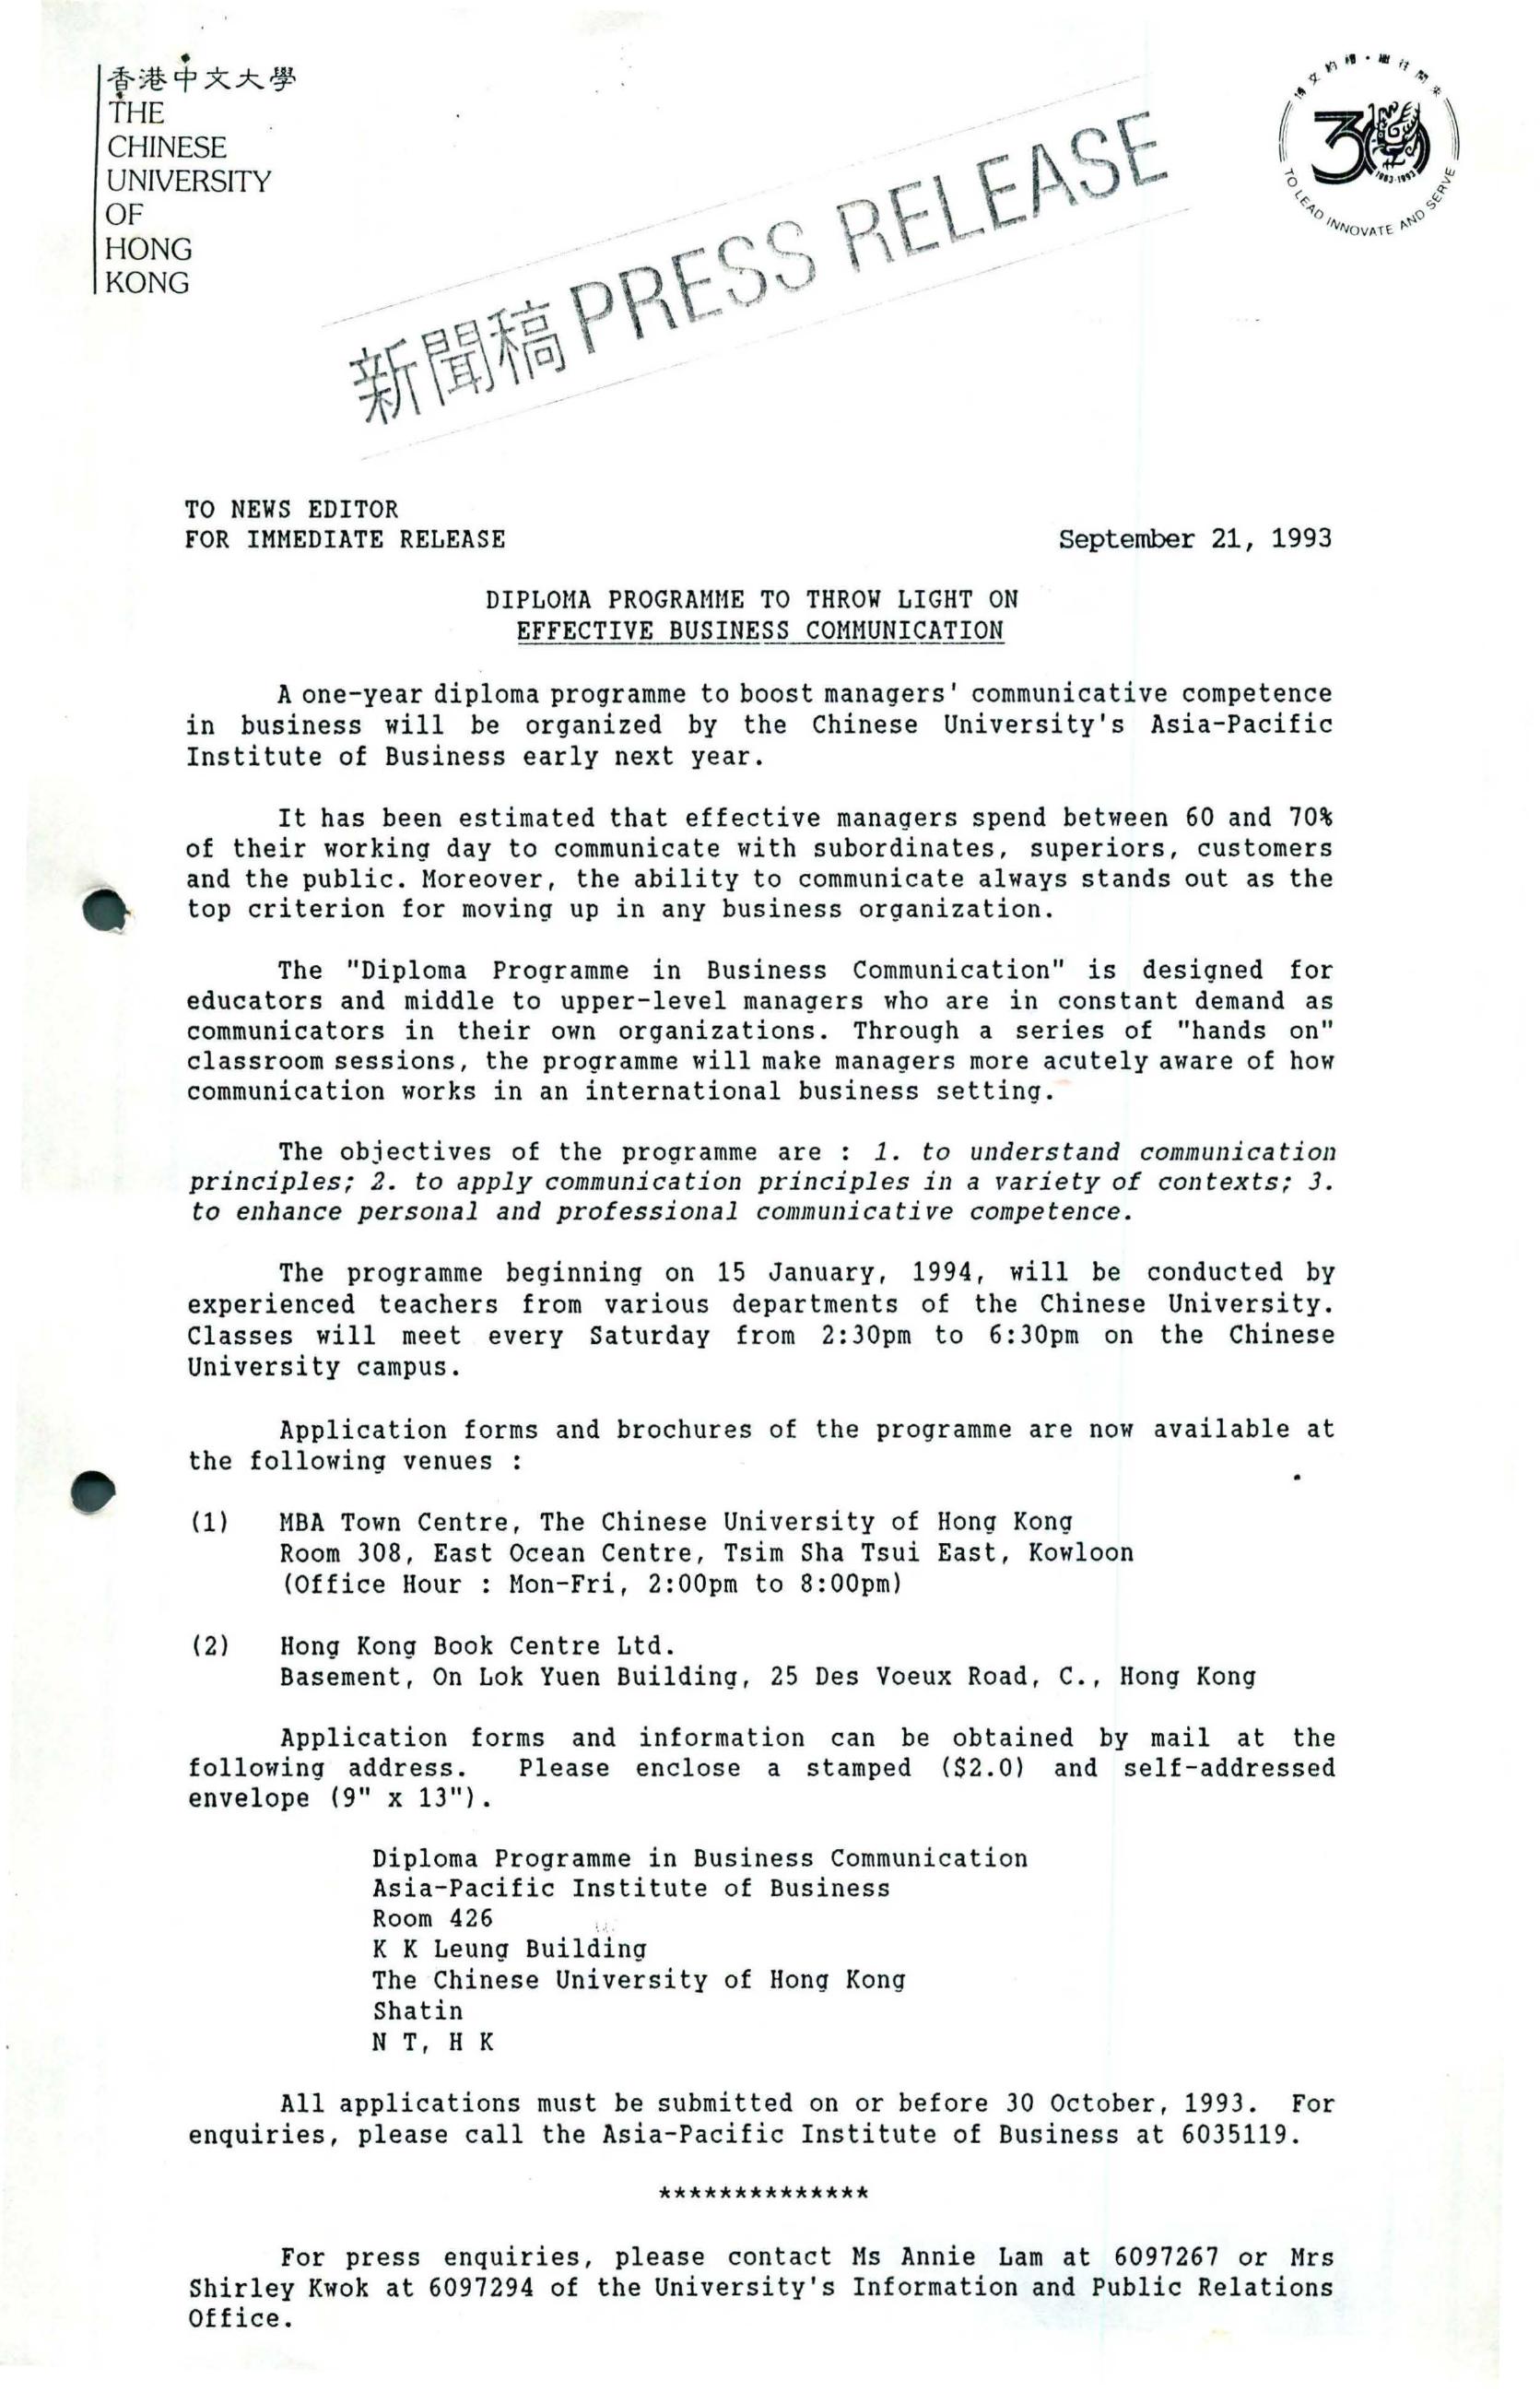 香港中文大學
THE
CHINESE
UNIVERSITY
OF
HONG
KONG
博文約禮·繼往開來
30
1963-1993
TO LEAD INNOVATE AND SERVE
新聞稿 PRESS RELEASE
TO NEWS EDITOR
FOR IMMEDIATE RELEASE September 21, 1993
DIPLOMA PROGRAMME TO THROW LIGHT ON
EFFECTIVE BUSINESS COMMUNICATION
A one-year diploma programme to boost managers' communicative competence
in business will be organized by the Chinese University's Asia-Pacific
Institute of Business early next year.
It has been estimated that effective managers spend between 60 and 70%
of their working day to communicate with subordinates, superiors, customers
and the public. Moreover, the ability to communicate always stands out as the
top criterion for moving up in any business organization.
The "Diploma Programme in Business Communication" is designed for
educators and middle to upper-level managers who are in constant demand as
communicators in their own organizations. Through a series of "hands on"
classroom sessions, the programme will make managers more acutely aware of how
communication works in an international business setting.
The objectives of the programme are : 1. to understand communication
principles; 2. to apply communication principles in a variety of contexts; 3.
to enhance personal and professional communicative competence.
The programme beginning on 15 January, 1994, will be conducted by
experienced teachers from various departments of the Chinese University.
Classes will meet every Saturday from 2:30pm to 6:30pm on the Chinese
University campus.
Application forms and brochures of the programme are now available at
the following venues :
(1) MBA Town Centre, The Chinese University of Hong Kong
Room 308, East Ocean Centre, Tsim Sha Tsui East, Kowloon
(Office Hour : Mon-Fri, 2:00pm to 8:00pm)
(2) Hong Kong Book Centre Ltd.
Basement, On Lok Yuen Building, 25 Des Voeux Road, C., Hong Kong
Application forms and information can be obtained by mail at the
following address. Please enclose a stamped ($2.0) and self-addressed
envelope (9" x 13").
Diploma Programme in Business Communication
Asia-Pacific Institute of Business
Room 426
K K Leung Building
The Chinese University of Hong Kong
Shatin
N T, H K
All applications must be submitted on or before 30 October, 1993. For
enquiries, please call the Asia-Pacific Institute of Business at 6035119.
**************
For press enquiries, please contact Ms Annie Lam at 6097267 or Mrs
Shirley Kwok at 6097294 of the University's Information and Public Relations
Office.